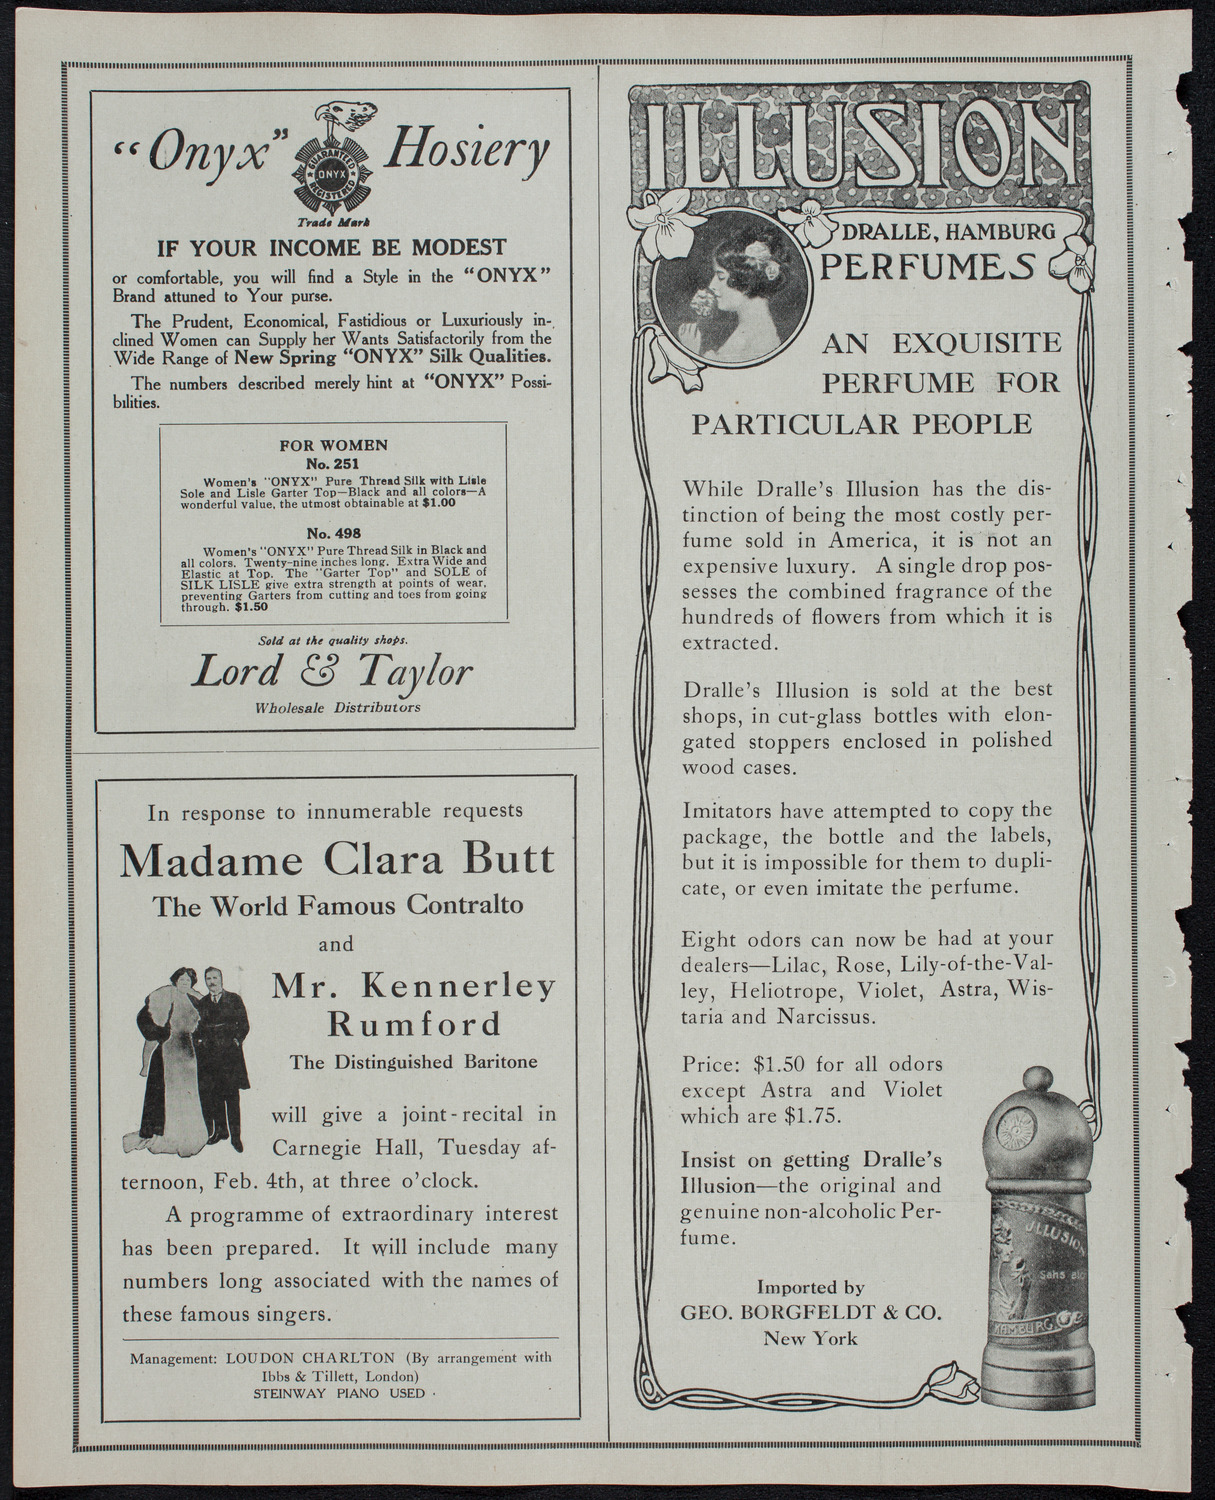 "Onyx" Hosiery
GUARANTEED
ONYX
REGISTERED
Trade Mark
IF YOUR INCOME BE MODEST
or comfortable, you will find a Style in the "ONYX"
Brand attuned to Your purse.
The Prudent, Economical, Fastidious or Luxuriously in-
clined Women can Supply her Wants Satisfactorily from the
Wide Range of New Spring "ONYX" Silk Qualities.
The numbers described merely hint at "ONYX" Possi-
bilities.
FOR WOMEN
No. 251
Women's "ONYX" Pure Thread Silk with Lisle
Sole and Lisle Garter Top—Black and all colors—A
wonderful value, the utmost obtainable at $1.00
No. 498
Women's "ONYX" Pure Thread Silk in Black and
all colors. Twenty-nine inches long. Extra Wide and
Elastic at Top. The "Garter Top" and SOLE of
SILK LISLE give extra strength at points of wear,
preventing Garters from cutting and toes from going
through. $1.50
Sold at the quality shops.
Lord & Taylor
Wholesale Distributors
In response to innumerable requests
Madame Clara Butt
The World Famous Contralto
and
Mr. Kennerley
Rumford
The Distinguished Baritone
will give a joint-recital in
Carnegie Hall, Tuesday af-
ternoon, Feb. 4th, at three o'clock.
A programme of extraordinary interest
has been prepared. It will include many
numbers long associated with the names of
these famous singers.
Management: LOUDON CHARLTON (By arrangement with
Ibbs & Tillett, London)
STEINWAY PIANO USED
ILLUSION
DRALLE, HAMBURG
PERFUMES
AN EXQUISITE
PERFUME FOR
PARTICULAR PEOPLE
While Dralle's Illusion has the dis-
tinction of being the most costly per-
fume sold in America, it is not an
expensive luxury. A single drop pos-
sesses the combined fragrance of the
hundreds of flowers from which it is
extracted.
Dralle's Illusion is sold at the best
shops, in cut-glass bottles with elon-
gated stoppers enclosed in polished
wood cases.
Imitators have attempted to copy the
package, the bottle and the labels,
but it is impossible for them to dupli-
cate, or even imitate the perfume.
Eight odors can now be had at your
dealers—Lilac, Rose, Lily-of-the-Val-
ley, Heliotrope, Violet, Astra, Wis-
taria and Narcissus.
Price: $1.50 for all odors
except Astra and Violet
which are $1.75.
Insist on getting Dralle's
Illusion—the original and
genuine non-alcoholic Per-
fume.
Imported by
GEO. BORGFELDT & CO.
New York
ILLUSION
Sans
HAMBURG